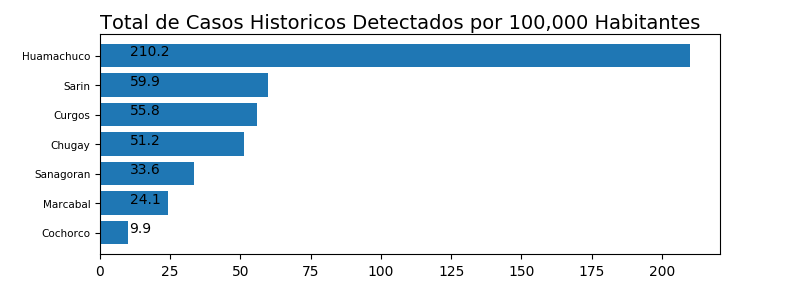 Total de Casos Historicos Detectados por 100,000 Habitantes
Huamachuco 210.2
Sarin 59.9
Curgos 55.8
Chugay 51.2
Sanagoran 33.6
Marcabal 24.1
Cochorco 9.9
0 25 50 75 100 125 150 175 200